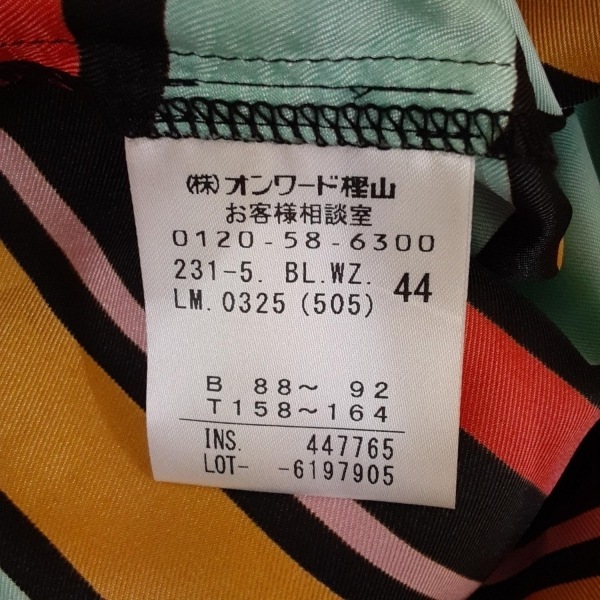 (株)オンワード樫山
お客様相談室
0120-58-6300
231-5. BL.WZ. 44
LM. 0325 (505)
B 88～ 92
T158～164
INS. 447765
LOT- -6197905